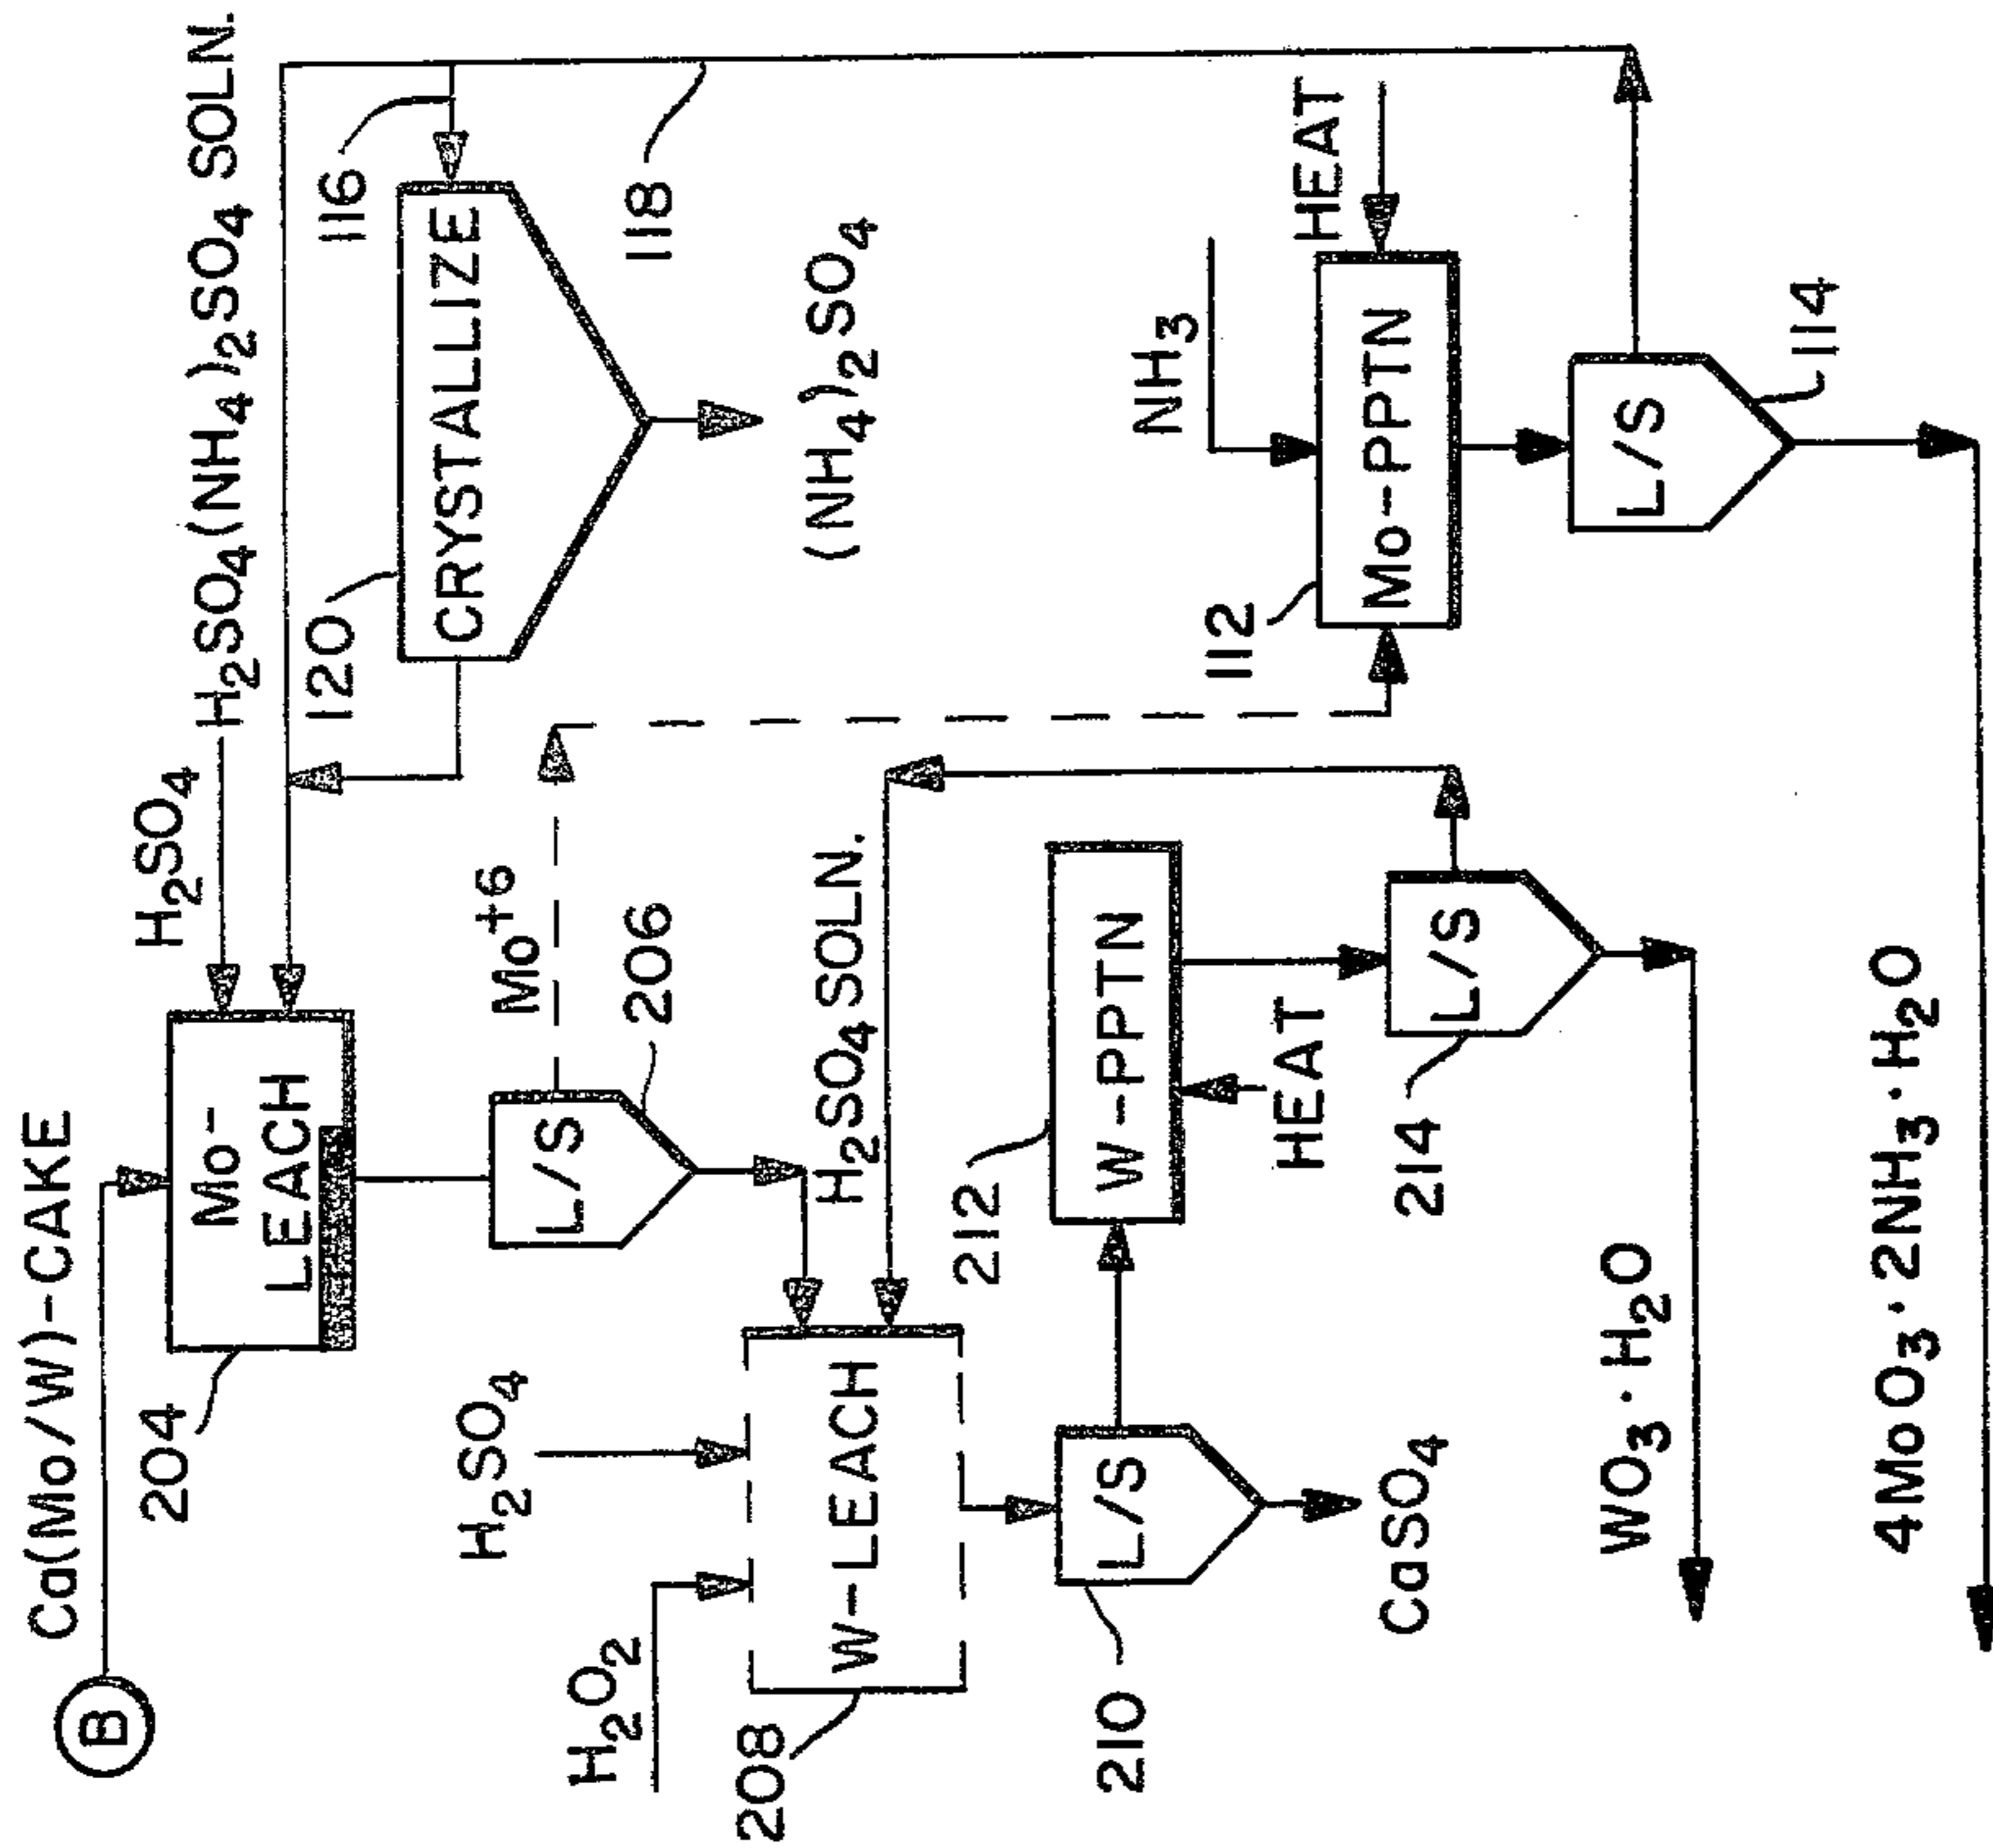 B
Ca(Mo/W)-CAKE
204
Mo-
LEACH
H₂SO₄
H₂SO₄(NH₄)₂SO₄ SOLN.
116
120
CRYSTALLIZE
118
(NH₄)₂SO₄
L/S
206
Mo⁺⁶
H₂SO₄
H₂O₂
208
W-LEACH
H₂SO₄ SOLN.
210
L/S
CaSO₄
212
W-PPTN
HEAT
214
L/S
NH₃
HEAT
112
Mo-PPTN
L/S
114
WO₃·H₂O
4MoO₃·2NH₃·H₂O